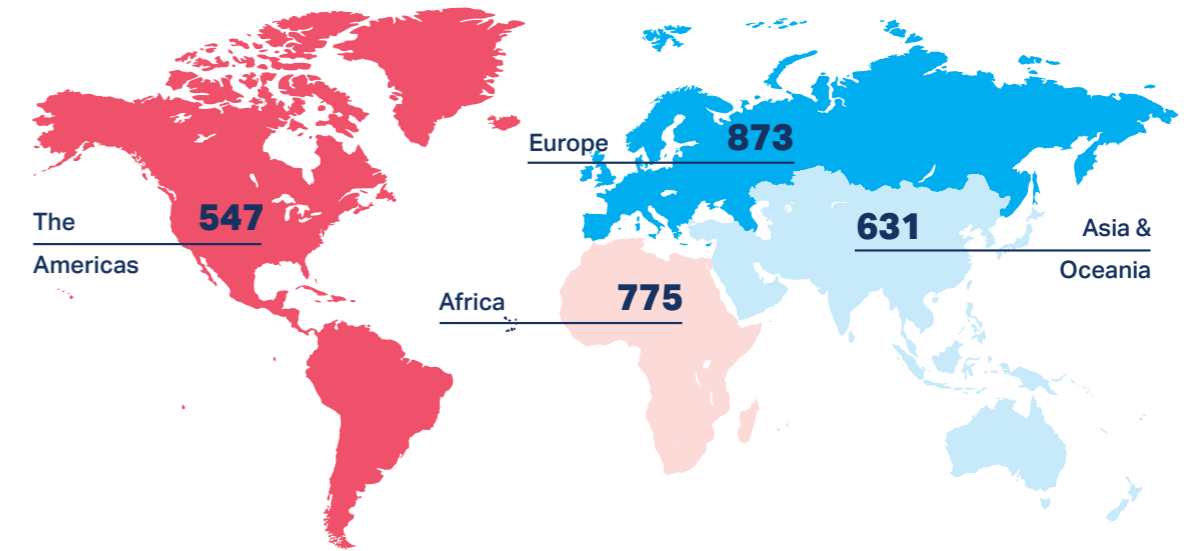 Europe 873
The 547
Americas
631 Asia &
Oceania
Africa 775